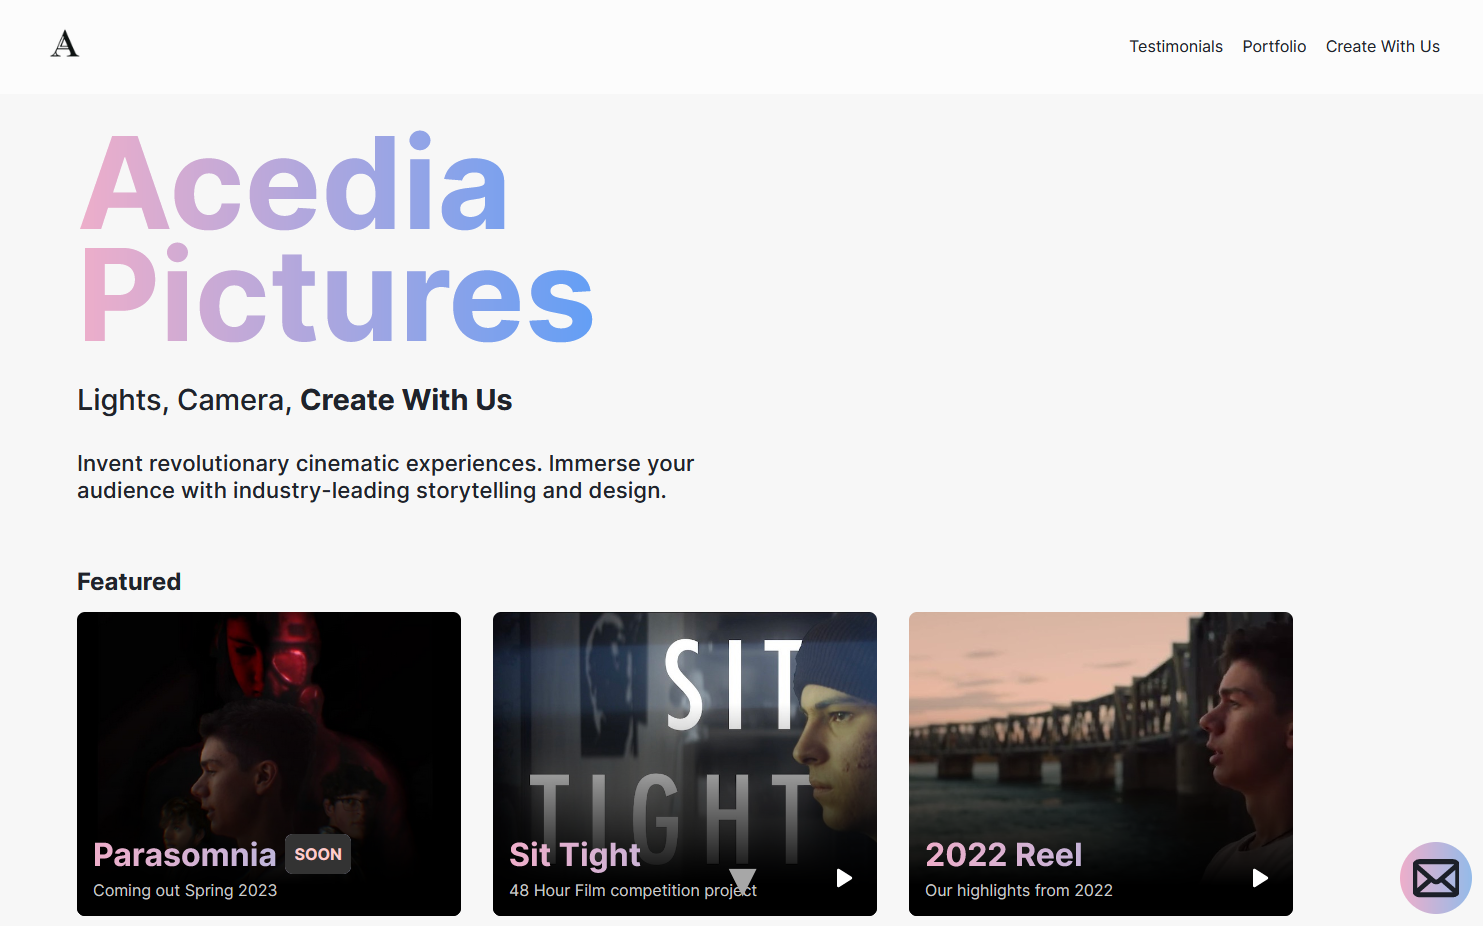 A
Testimonials Portfolio Create With Us
Acedia
Pictures
Lights, Camera, Create With Us
Invent revolutionary cinematic experiences. Immerse your
audience with industry-leading storytelling and design.
Featured
SIT
TIGHT
Parasomnia SOON
Coming out Spring 2023
Sit Tight
48 Hour Film competition project
2022 Reel
Our highlights from 2022